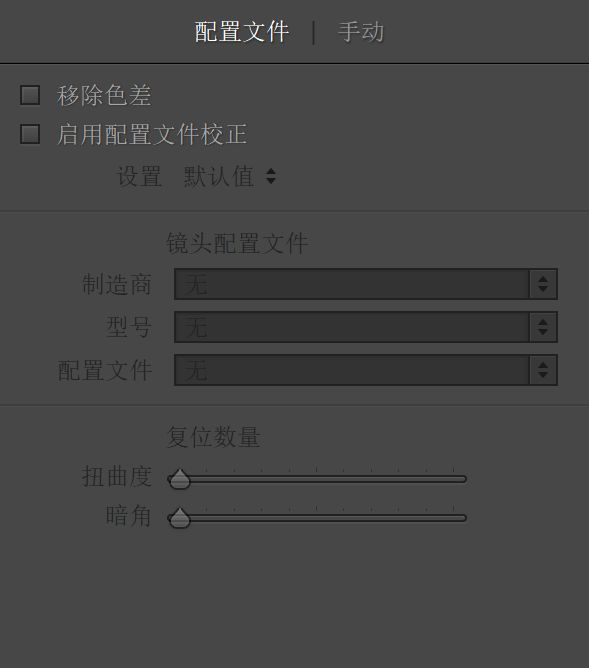 配置文件 | 手动
移除色差
启用配置文件校正
设置 默认值
镜头配置文件
制造商 无
型号 无
配置文件 无
复位数量
扭曲度
暗角